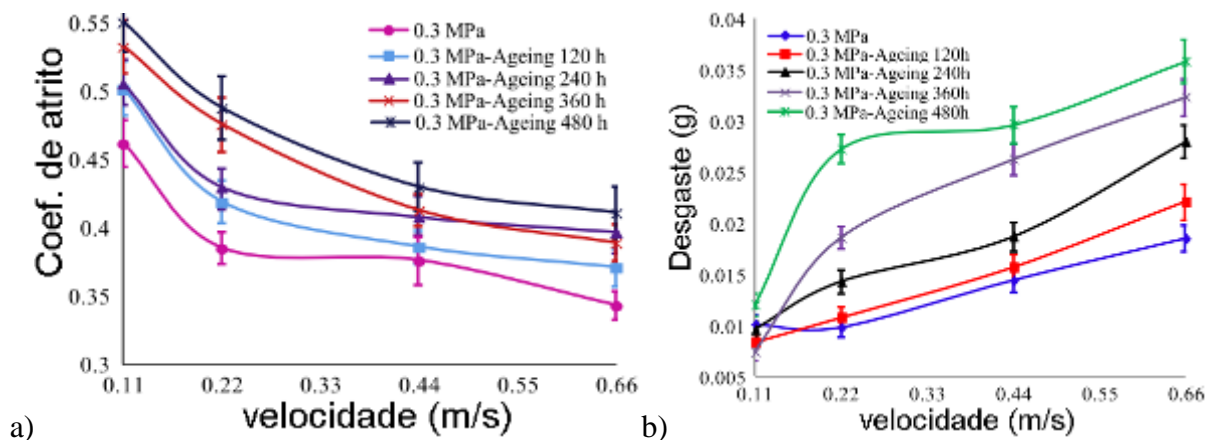 a)
Coef. de atrito
0.55
0.5
0.45
0.4
0.35
0.3
0.3 MPa
0.3 MPa-Ageing 120 h
0.3 MPa-Ageing 240 h
0.3 MPa-Ageing 360 h
0.3 MPa-Ageing 480 h
0.11 0.22 0.33 0.44 0.55 0.66
velocidade (m/s)
b)
Desgaste (g)
0.04
0.035
0.03
0.025
0.02
0.015
0.01
0.005
0.3 MPa
0.3 MPa-Ageing 120h
0.3 MPa-Ageing 240h
0.3 MPa-Ageing 360h
0.3 MPa-Ageing 480h
0.11 0.22 0.33 0.44 0.55 0.66
velocidade (m/s)